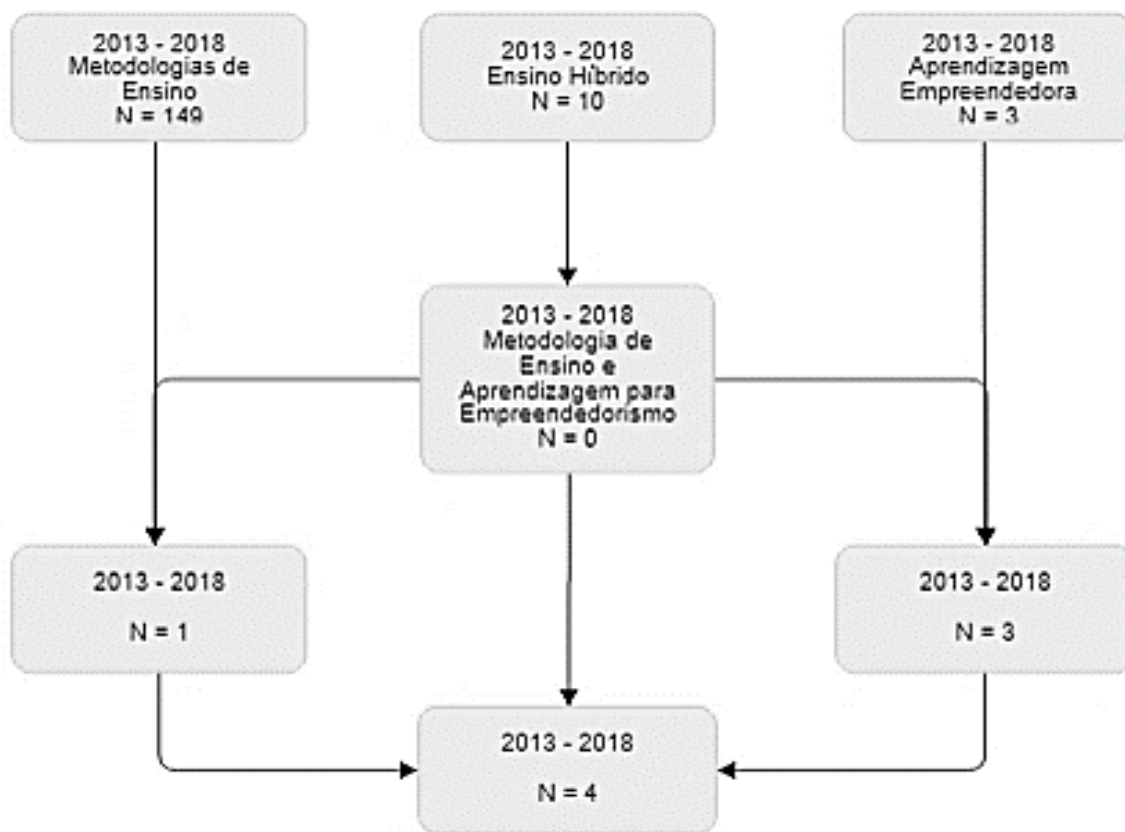 2013 - 2018
Metodologias de
Ensino
N = 149
2013 - 2018
Ensino Híbrido
N = 10
2013 - 2018
Aprendizagem
Empreendedora
N = 3
2013 - 2018
Metodologia de
Ensino e
Aprendizagem para
Empreendedorismo
N = 0
2013 - 2018
N = 1
2013 - 2018
N = 3
2013 - 2018
N = 4